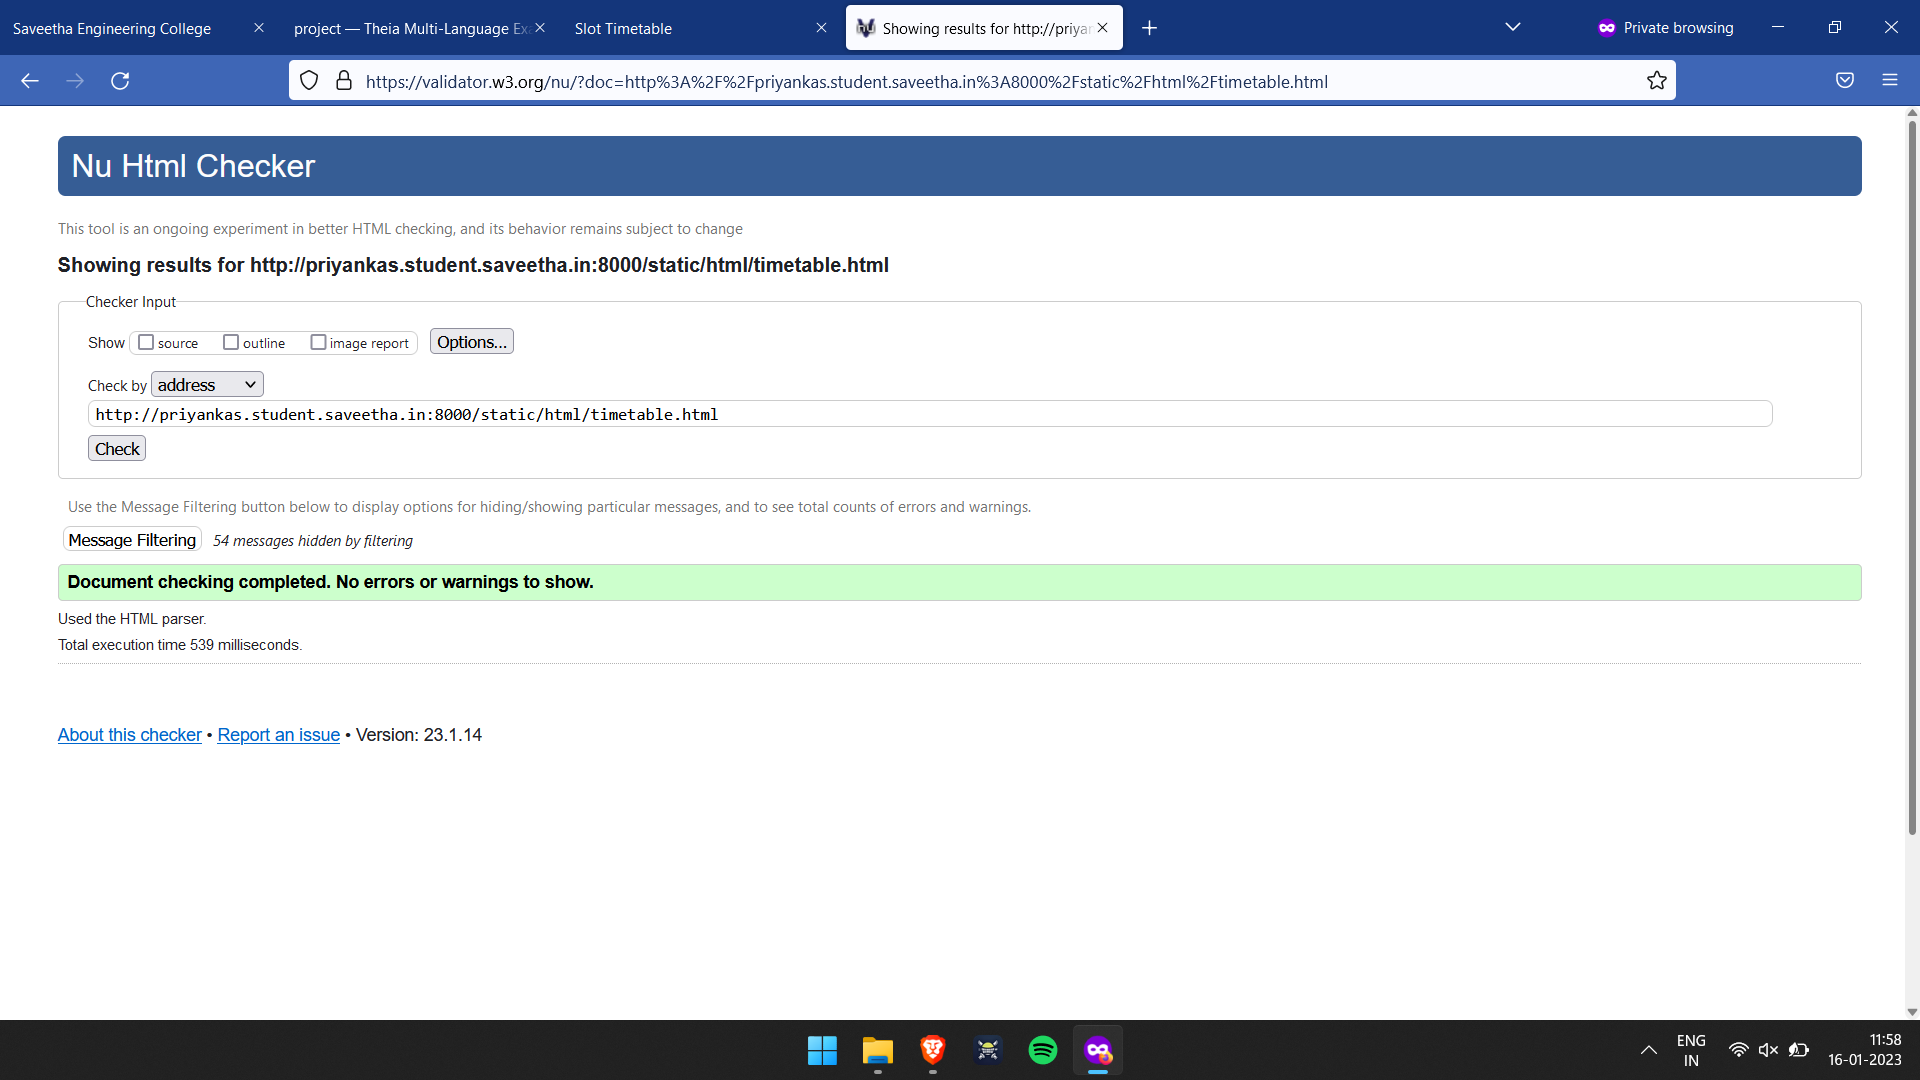 Saveetha Engineering College
project — Theia Multi-Language Ex
Slot Timetable
Showing results for http://priyan
Private browsing
https://validator.w3.org/nu/?doc=http%3A%2F%2Fpriyankas.student.saveetha.in%3A8000%2Fstatic%2Fhtml%2Ftimetable.html
Nu Html Checker
This tool is an ongoing experiment in better HTML checking, and its behavior remains subject to change
Showing results for http://priyankas.student.saveetha.in:8000/static/html/timetable.html
Checker Input
Show source outline image report Options...
Check by address
http://priyankas.student.saveetha.in:8000/static/html/timetable.html
Check
Use the Message Filtering button below to display options for hiding/showing particular messages, and to see total counts of errors and warnings.
Message Filtering 54 messages hidden by filtering
Document checking completed. No errors or warnings to show.
Used the HTML parser.
Total execution time 539 milliseconds.
About this checker • Report an issue • Version: 23.1.14
ENG
IN
11:58
16-01-2023